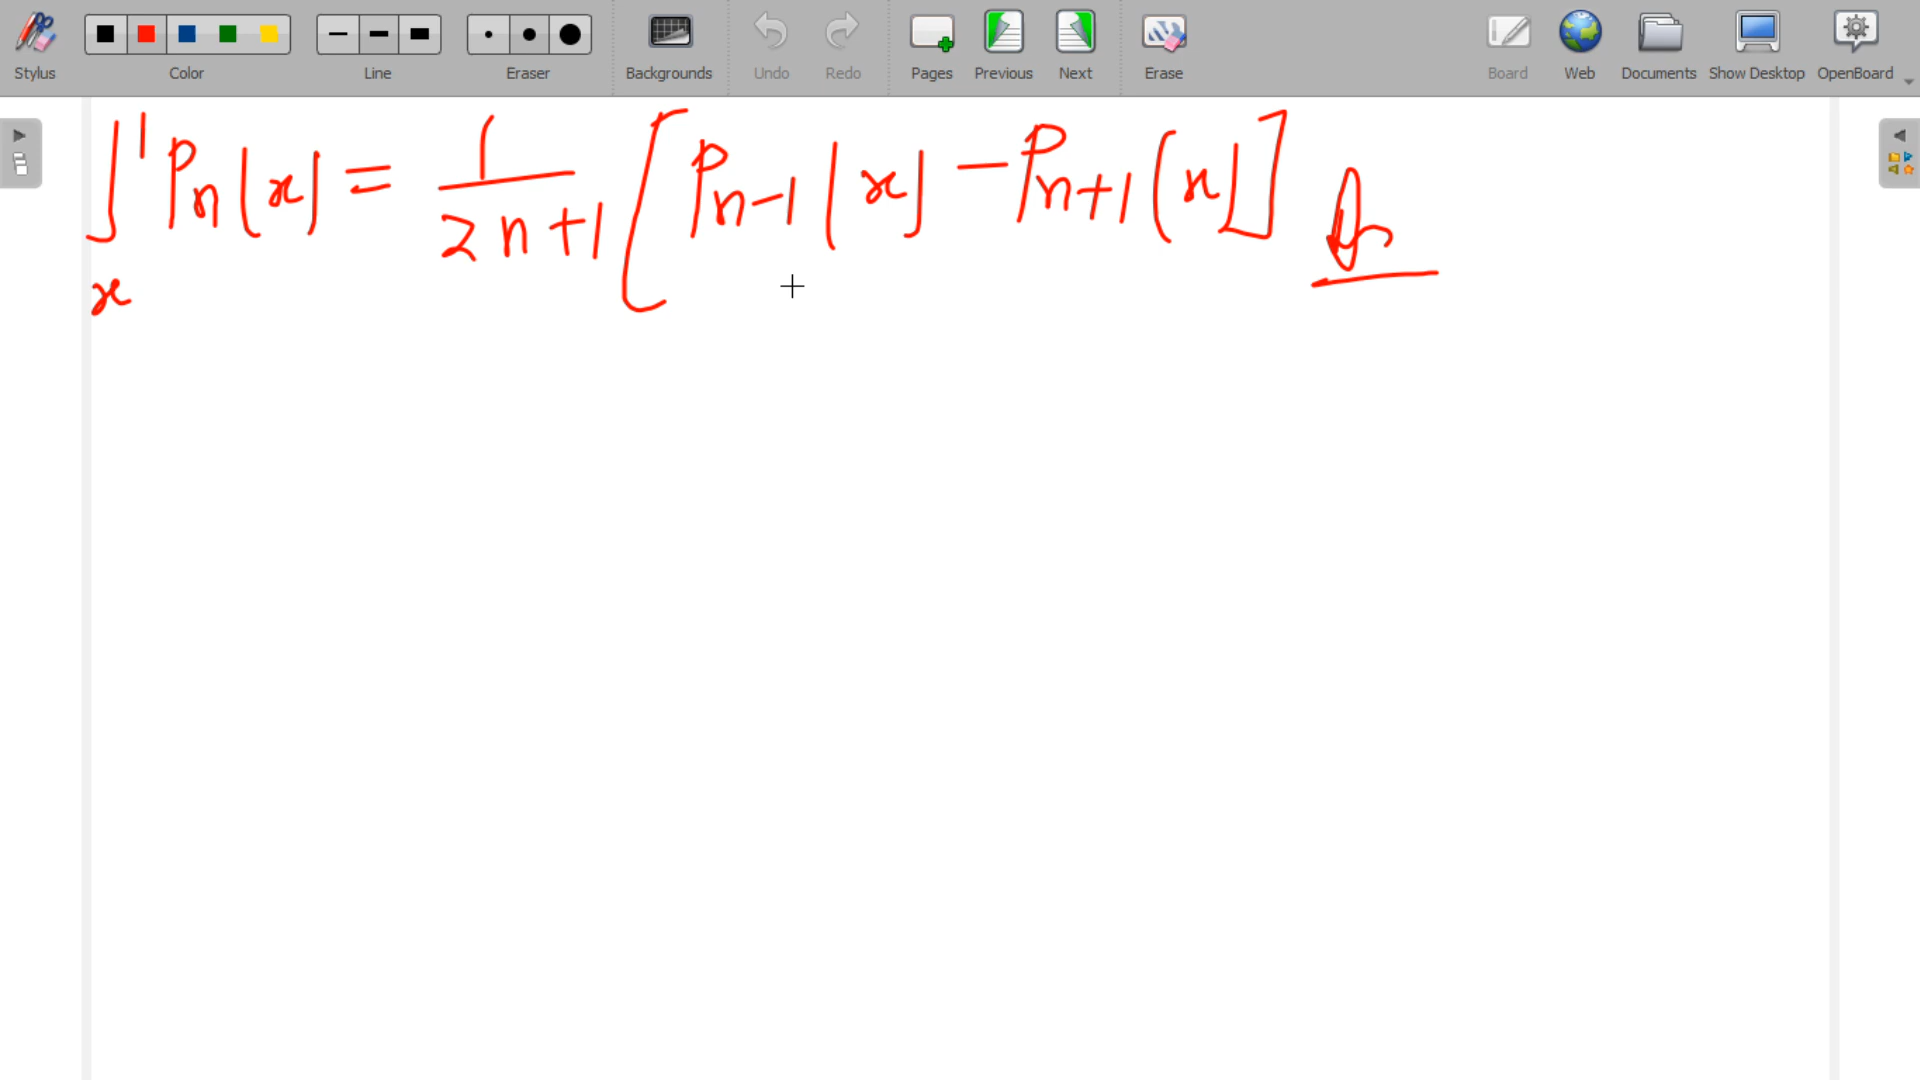 Stylus Color Line Eraser Backgrounds Undo Redo Pages Previous Next Erase Board Web Documents Show Desktop OpenBoard
∫ₓ¹ Pₙ(x) = 1/(2n+1) [Pₙ₋₁(x) − Pₙ₊₁(x)]